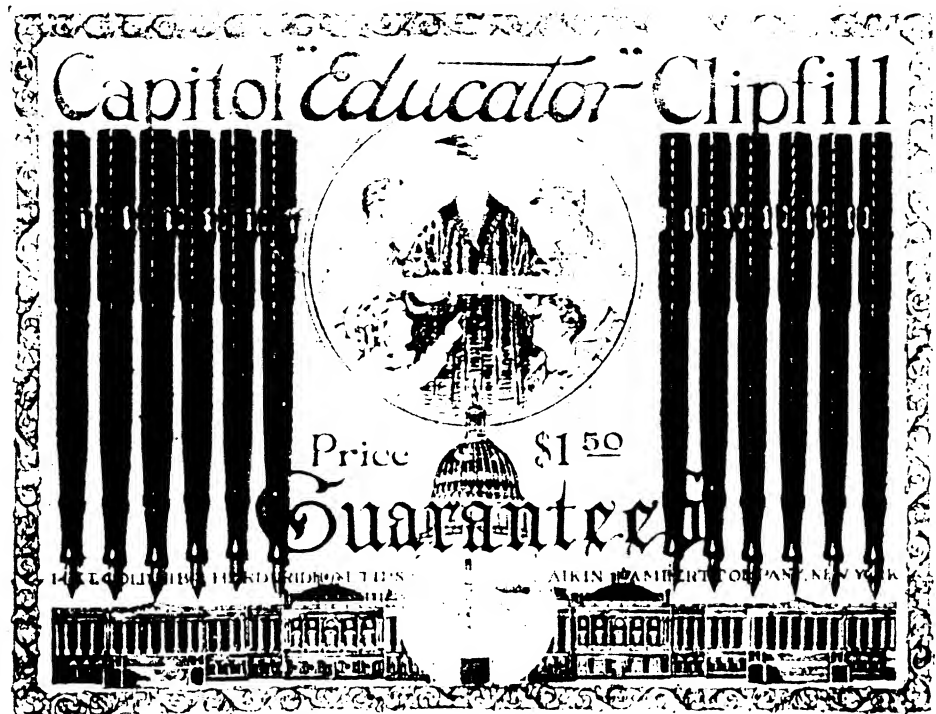 Capitol "Educator" Clipfill
Price $1 50
Guaranteed
AIKIN LAMBERT COMPANY, NEW YORK